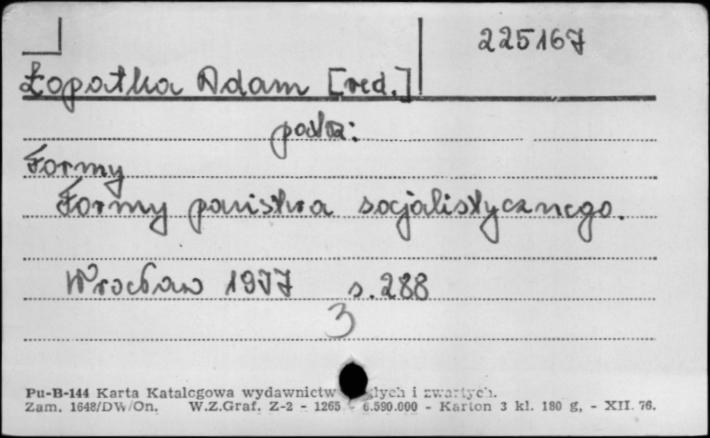 225167
Łopatka Adam [red.]
patrz:
Formy
Formy państwa socjalistycznego.
Wrocław 1977 s. 288
3
Pu-B-144 Karta Katalogowa wydawnictw i zwartych.
Zam. 1648/DW/On. W.Z.Graf. Z-2 - 1265 - 6.590.000 - Karton 3 kl. 180 g, - XII. 76.